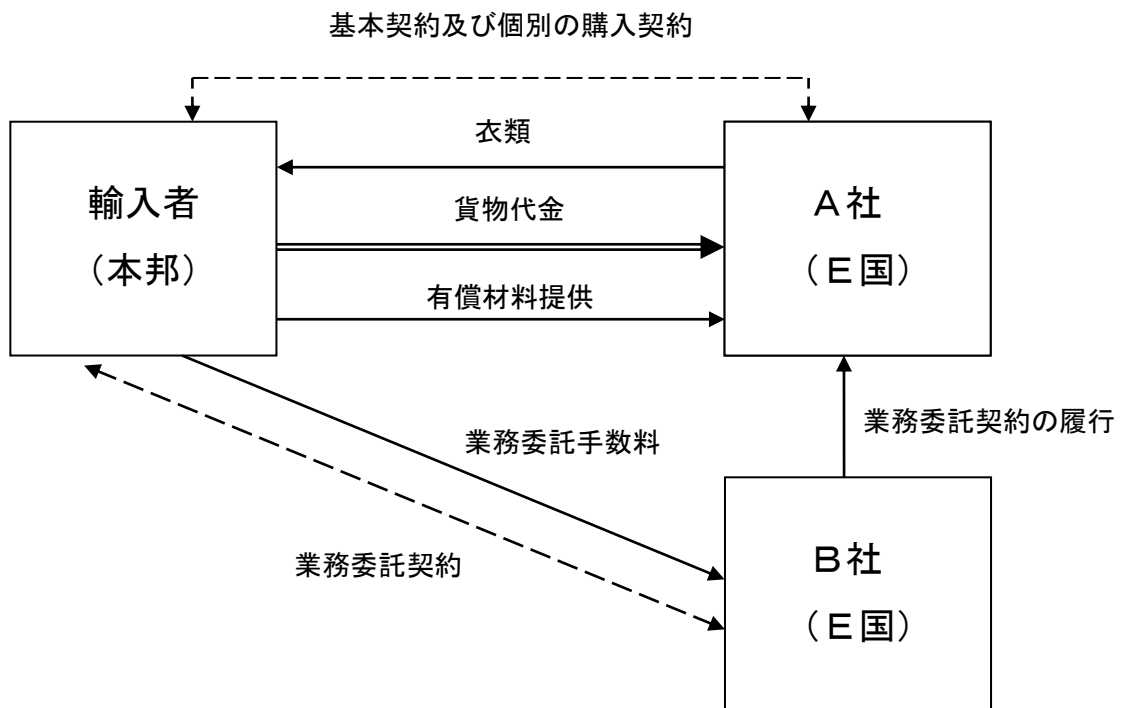 基本契約及び個別の購入契約
衣類
輸入者
（本邦）
貨物代金
A社
（E国）
有償材料提供
業務委託手数料
業務委託契約の履行
業務委託契約
B社
（E国）